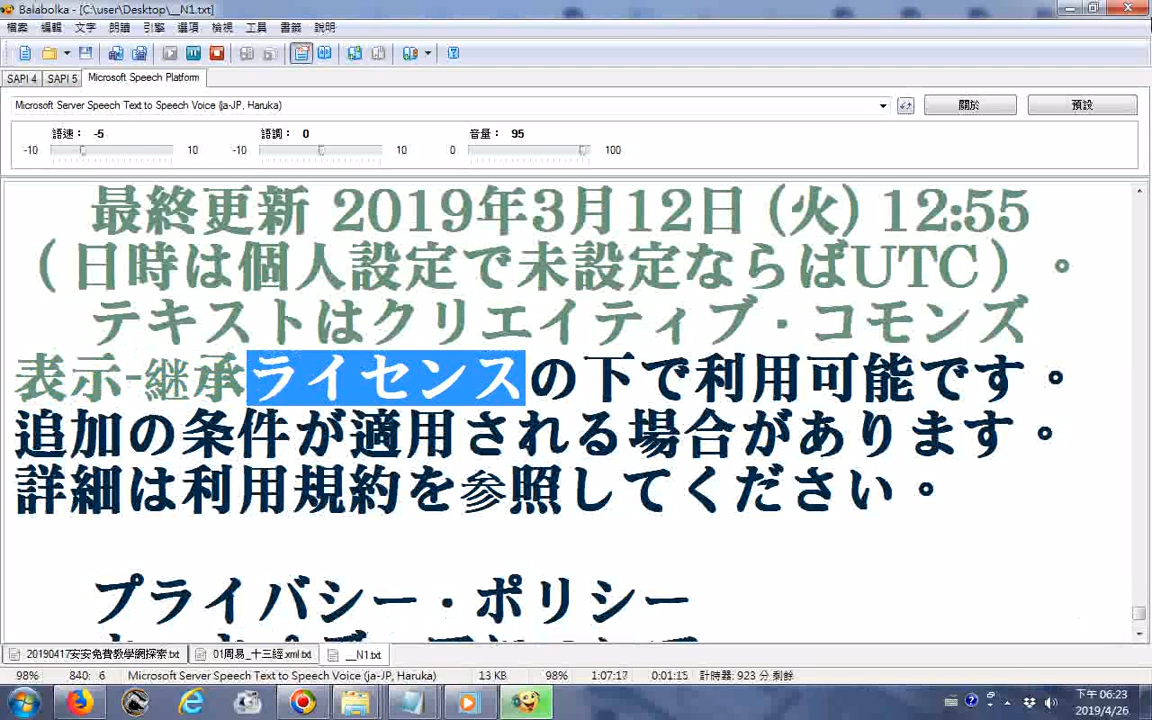 Balabolka - [C:\user\Desktop\__N1.txt]
檔案 編輯 文字 朗讀 引擎 選項 檢視 工具 書籤 說明
SAPI 4 SAPI 5 Microsoft Speech Platform
Microsoft Server Speech Text to Speech Voice (ja-JP, Haruka) 關於 預設
語速： -5 語調： 0 音量： 95
-10 10 -10 10 0 100
最終更新 2019年3月12日 (火) 12:55
（日時は個人設定で未設定ならばUTC）。
テキストはクリエイティブ・コモンズ
表示-継承ライセンスの下で利用可能です。
追加の条件が適用される場合があります。
詳細は利用規約を参照してください。
プライバシー・ポリシー
20190417安安免費教學網探索.txt 01周易_十三經.xml.txt __N1.txt
98% 840: 6 Microsoft Server Speech Text to Speech Voice (ja-JP, Haruka) 13 KB 98% 1:07:17 0:01:15 計時器: 923 分 剩餘
下午 06:23
2019/4/26